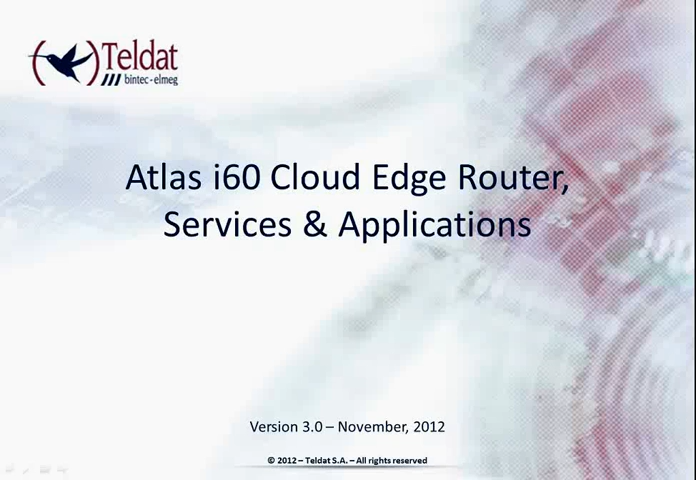 Teldat
bintec-elmeg
Atlas i60 Cloud Edge Router,
Services & Applications
Version 3.0 – November, 2012
© 2012 – Teldat S.A. – All rights reserved